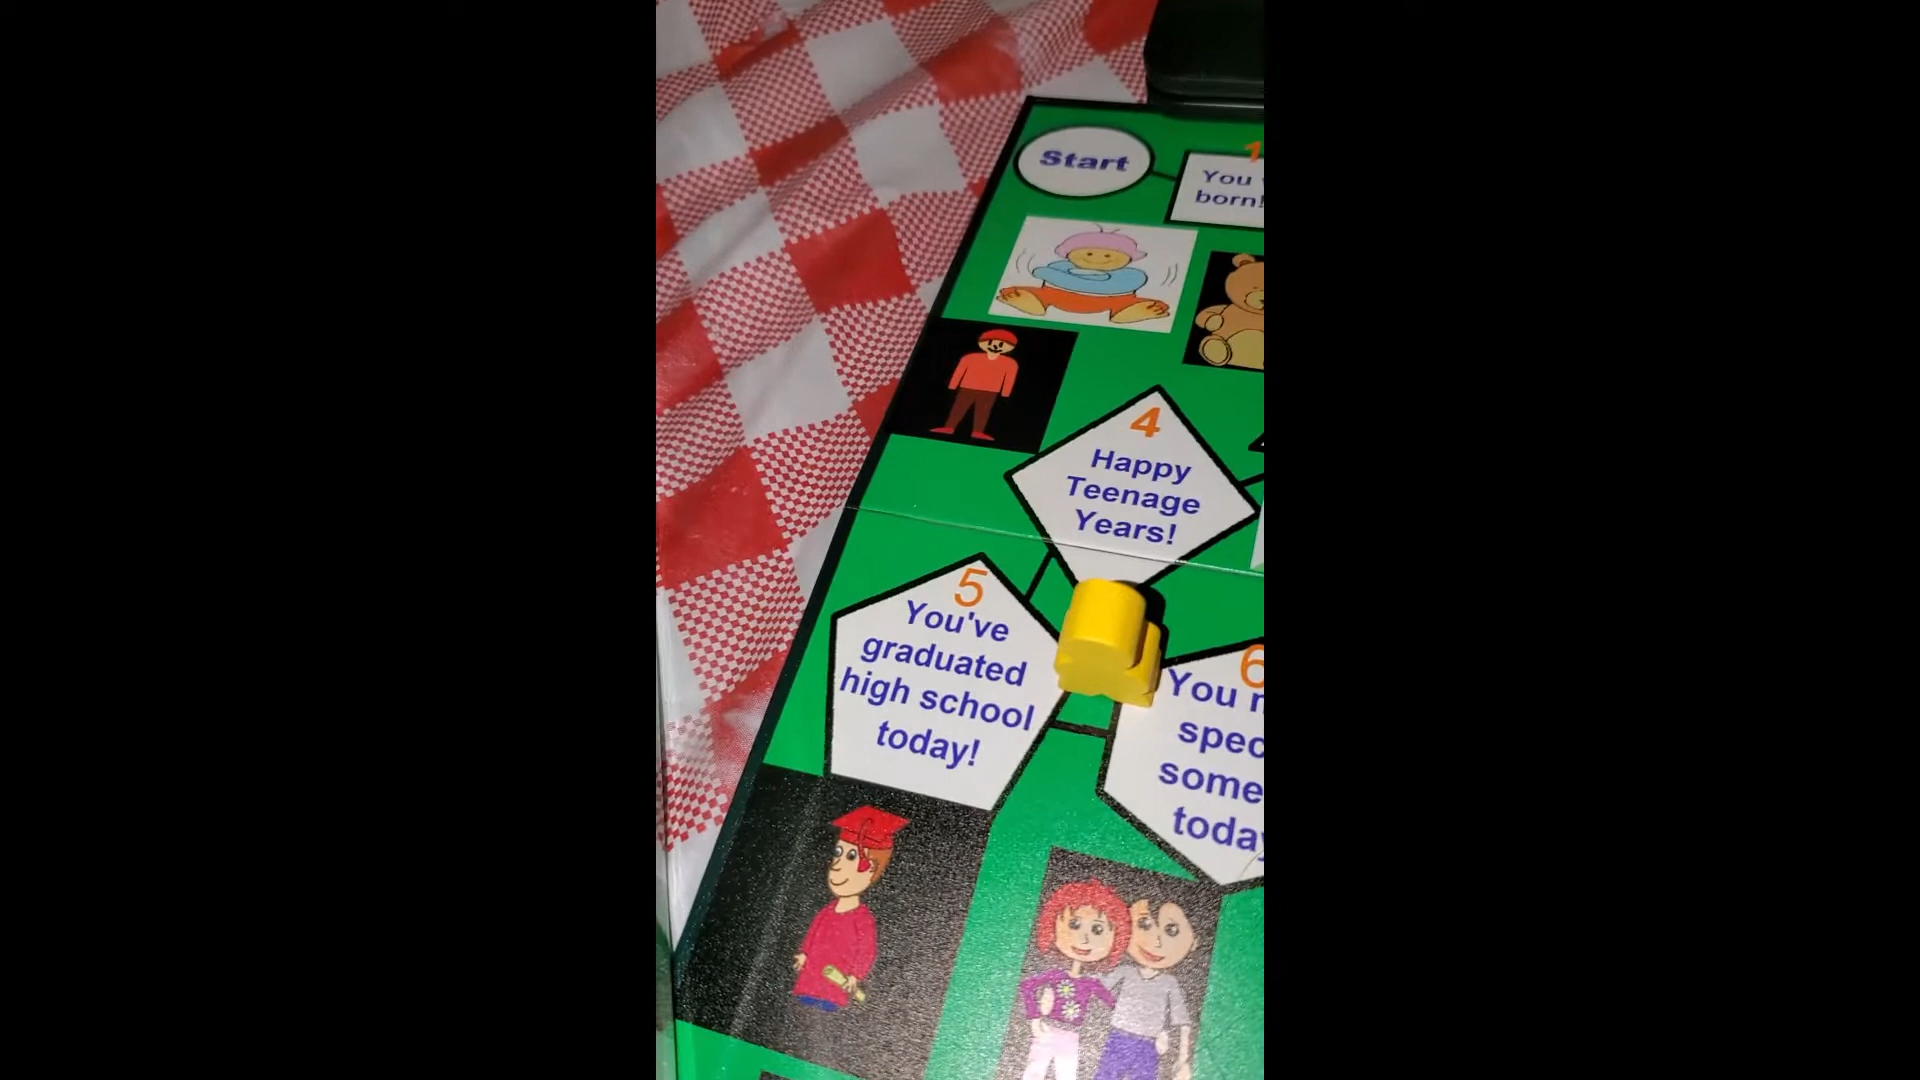 Start
1
You
born!
4
Happy
Teenage
Years!
5
You've
graduated
high school
today!
6
You
spec
some
today